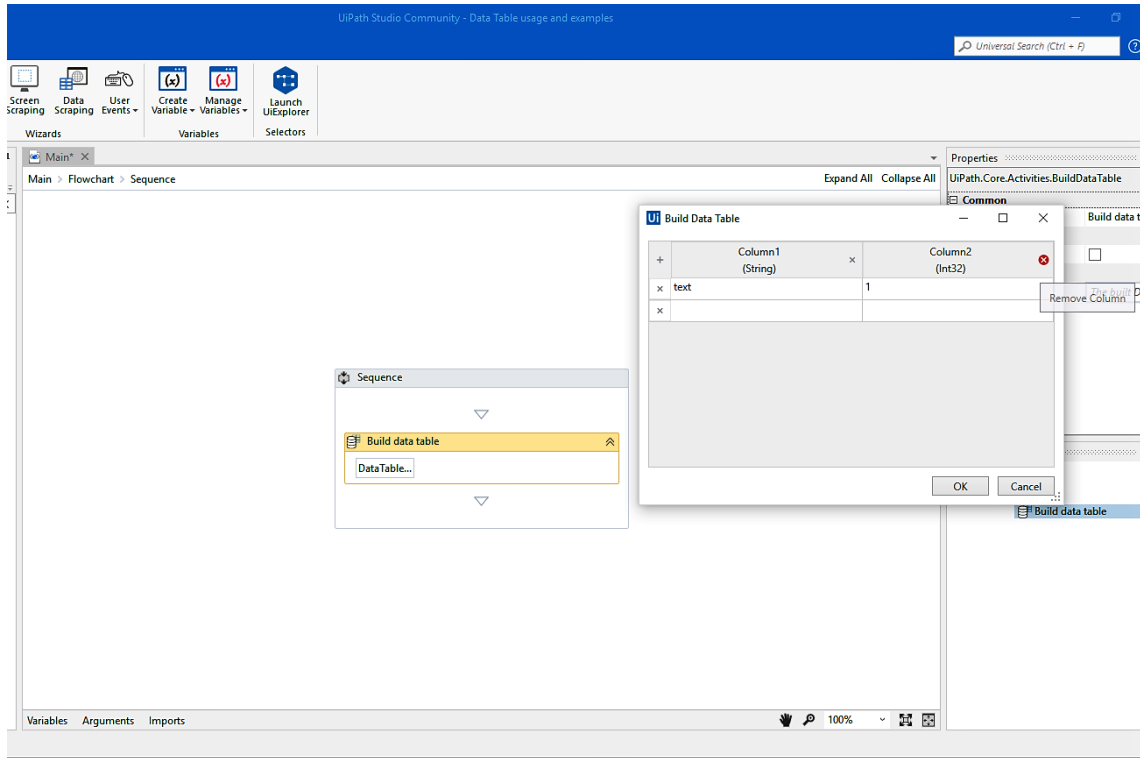 UiPath Studio Community - Data Table usage and examples
Universal Search (Ctrl + F)
?
Screen Scraping
Data Scraping
User Events
Create Variable
Manage Variables
Launch UiExplorer
Wizards
Variables
Selectors
Main*
Properties
Main > Flowchart > Sequence
Expand All Collapse All
UiPath.Core.Activities.BuildDataTable
Common
Build data t
Ui Build Data Table
+
Column1
(String)
Column2
(Int32)
text
1
The built D
Remove Column
Sequence
Build data table
DataTable...
OK
Cancel
Build data table
Variables Arguments Imports
100%